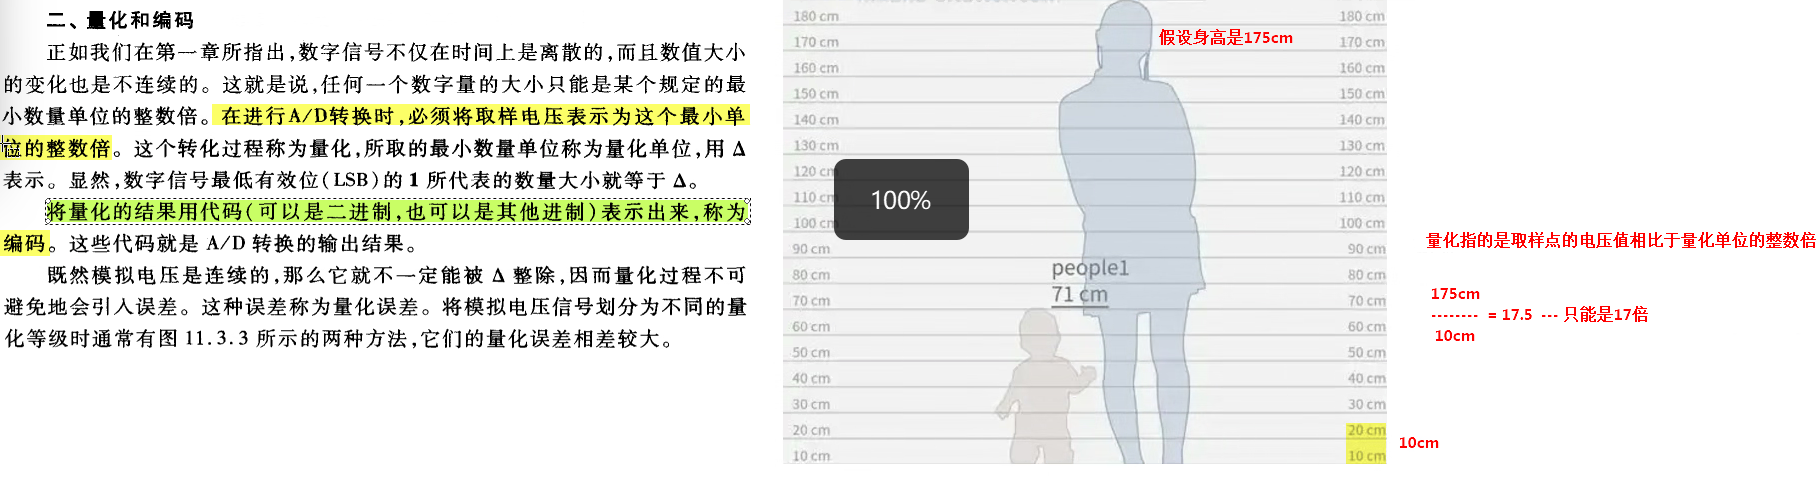 二、量化和编码
正如我们在第一章所指出,数字信号不仅在时间上是离散的,而且数值大小
的变化也是不连续的。这就是说,任何一个数字量的大小只能是某个规定的最
小数量单位的整数倍。在进行A/D转换时,必须将取样电压表示为这个最小单
位的整数倍。这个转化过程称为量化,所取的最小数量单位称为量化单位,用 Δ
表示。显然,数字信号最低有效位(LSB)的 1 所代表的数量大小就等于 Δ。
将量化的结果用代码(可以是二进制,也可以是其他进制)表示出来,称为
编码。这些代码就是 A/D 转换的输出结果。
既然模拟电压是连续的,那么它就不一定能被 Δ 整除,因而量化过程不可
避免地会引入误差。这种误差称为量化误差。将模拟电压信号划分为不同的量
化等级时通常有图 11.3.3 所示的两种方法,它们的量化误差相差较大。
180 cm 180 cm
假设身高是175cm
170 cm 170 cm
160 cm 160 cm
150 cm 150 cm
140 cm 140 cm
130 cm 130 cm
120 cm 120 cm
110 cm 110 cm
100%
100 cm 100 cm
90 cm 90 cm
80 cm 80 cm
people1
71 cm
70 cm 70 cm
60 cm 60 cm
50 cm 50 cm
40 cm 40 cm
30 cm 30 cm
20 cm 20 cm
10 cm 10 cm
10cm
量化指的是取样点的电压值相比于量化单位的整数倍
175cm
-------- = 17.5 --- 只能是17倍
10cm